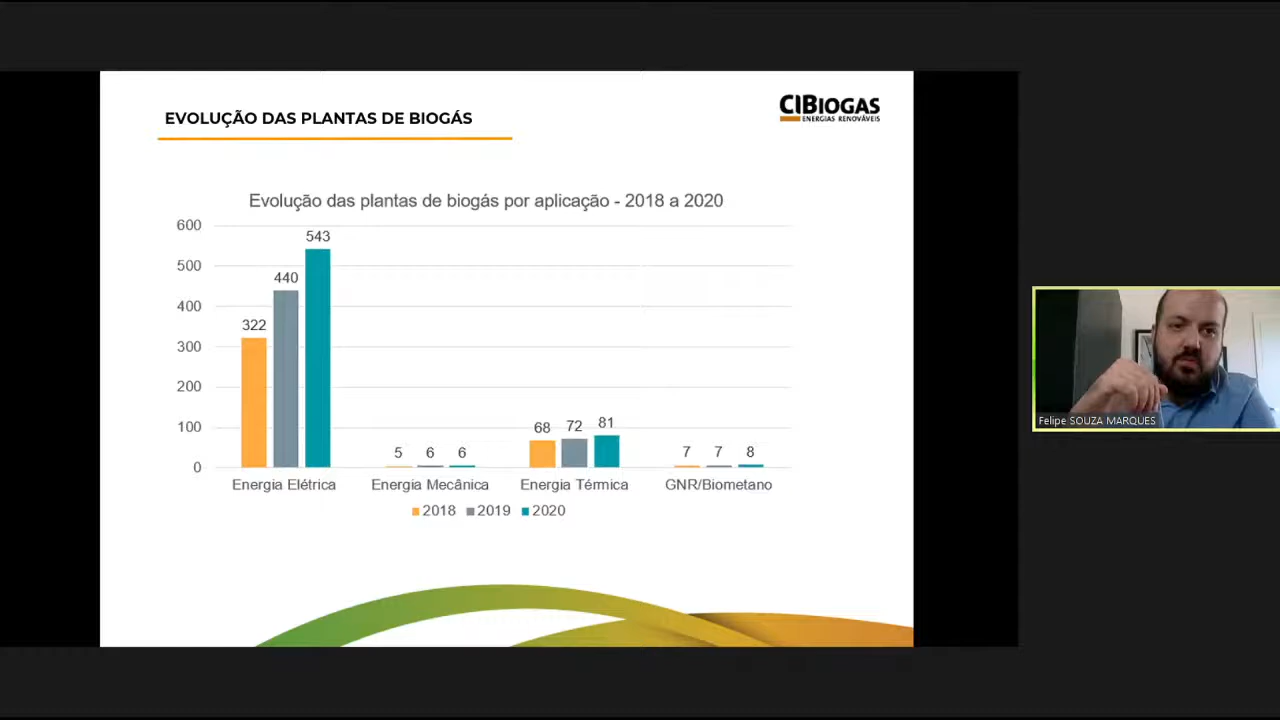 EVOLUÇÃO DAS PLANTAS DE BIOGÁS
CIBIOGAS
ENERGIAS RENOVÁVEIS
Evolução das plantas de biogás por aplicação - 2018 a 2020
600
500
400
300
200
100
0
322
440
543
5
6
6
68
72
81
7
7
8
Energia Elétrica
Energia Mecânica
Energia Térmica
GNR/Biometano
2018 2019 2020
Felipe SOUZA MARQUES